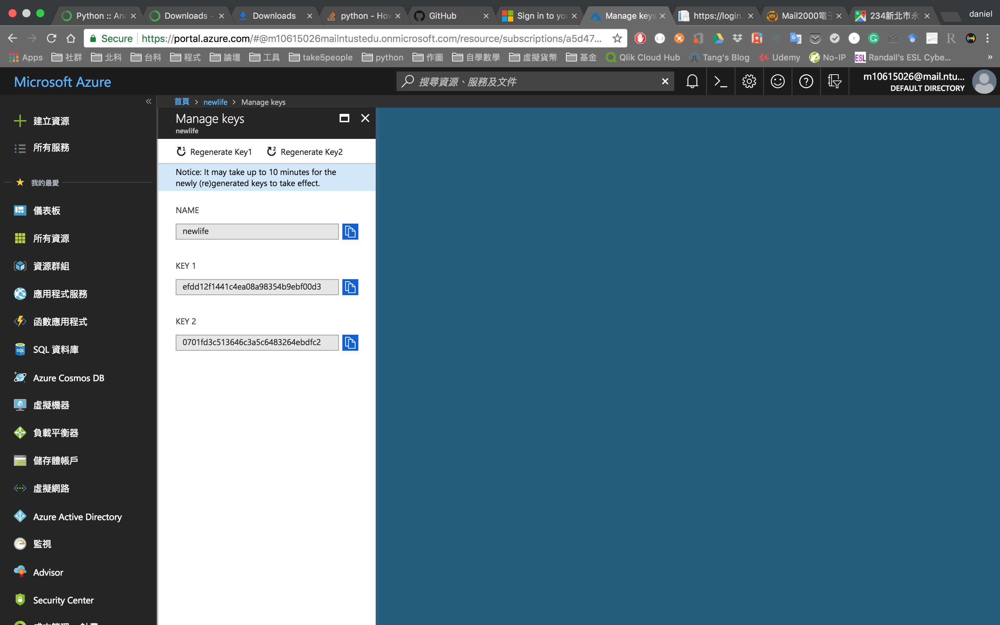 Python :: Ana
Downloads -
Downloads
python - How
GitHub
Sign in to you
Manage keys
https://login.
Mail2000電子
234新北市永
daniel
Secure
https://portal.azure.com/#@m10615026mailntustedu.onmicrosoft.com/resource/subscriptions/a5d47...
Apps
社群
北科
台科
程式
論壇
工具
take5people
python
作圖
自學數學
虛擬貨幣
基金
Qlik Cloud Hub
Tang's Blog
Udemy
No-IP
ESL
Randall's ESL Cybe...
»
Microsoft Azure
搜尋資源、服務及文件
m10615026@mail.ntu...
DEFAULT DIRECTORY
首頁 > newlife > Manage keys
建立資源
所有服務
我的最愛
儀表板
所有資源
資源群組
應用程式服務
函數應用程式
SQL 資料庫
Azure Cosmos DB
虛擬機器
負載平衡器
儲存體帳戶
虛擬網路
Azure Active Directory
監視
Advisor
Security Center
Manage keys
newlife
Regenerate Key1
Regenerate Key2
Notice: It may take up to 10 minutes for the
newly (re)generated keys to take effect.
NAME
newlife
KEY 1
efdd12f1441c4ea08a98354b9ebf00d3
KEY 2
0701fd3c513646c3a5c6483264ebdfc2